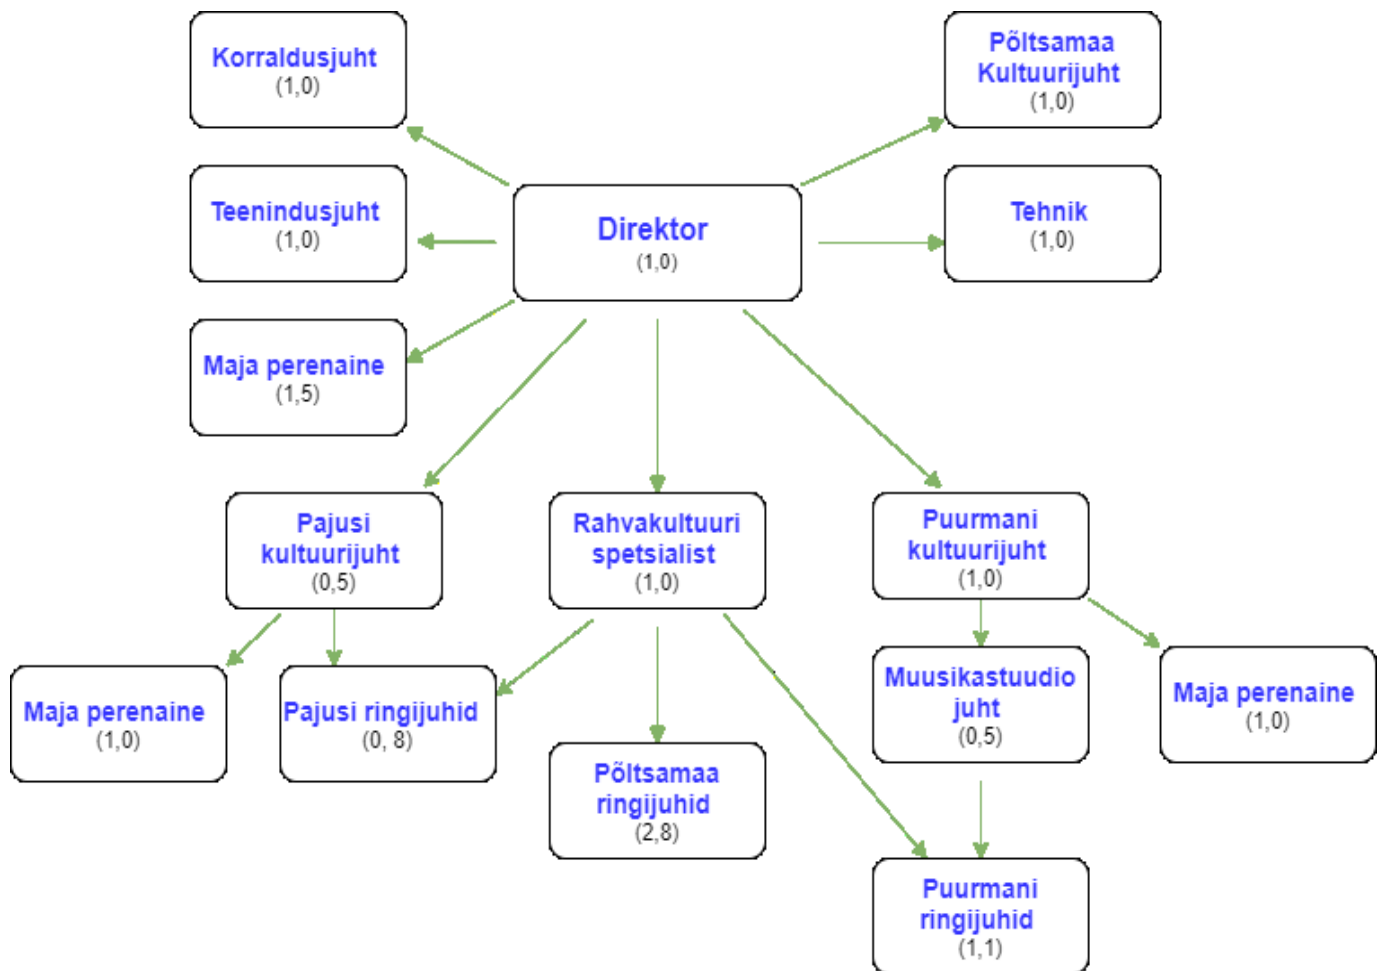 Korraldusjuht
(1,0)
Põltsamaa
Kultuurijuht
(1,0)
Teenindusjuht
(1,0)
Direktor
(1,0)
Tehnik
(1,0)
Maja perenaine
(1,5)
Pajusi
kultuurijuht
(0,5)
Rahvakultuuri
spetsialist
(1,0)
Puurmani
kultuurijuht
(1,0)
Maja perenaine
(1,0)
Pajusi ringijuhid
(0, 8)
Põltsamaa
ringijuhid
(2,8)
Muusikastuudio
juht
(0,5)
Maja perenaine
(1,0)
Puurmani
ringijuhid
(1,1)